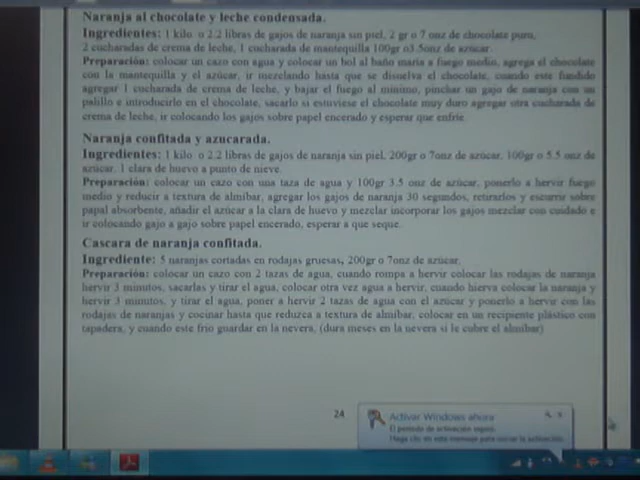 Naranja al chocolate y leche condensada.
Ingredientes: 1 kilo o 2.2 libras de gajos de naranja sin piel, 2 gr o 7 onz de chocolate puro,
2 cucharadas de crema de leche, 1 cucharada de mantequilla 100gr o3.5onz de azúcar.
Preparación: colocar un cazo con agua y colocar un bol al baño maría a fuego medio, agrega el chocolate
con la mantequilla y el azúcar, ir mezclando hasta que se disuelva el chocolate, cuando este fundido
agregar 1 cucharada de crema de leche, y bajar el fuego al mínimo, pinchar un gajo de naranja con un
palillo e introducirlo en el chocolate, sacarlo si estuviese el chocolate muy duro agregar otra cucharada de
crema de leche, ir colocando los gajos sobre papel encerado y esperar que enfríe.
Naranja confitada y azucarada.
Ingredientes: 1 kilo o 2.2 libras de gajos de naranja sin piel, 200gr o 7onz de azúcar, 100gr o 5.5 onz de
azúcar, 1 clara de huevo a punto de nieve.
Preparación: colocar un cazo con una taza de agua y 100gr 3.5 onz de azúcar, ponerlo a hervir fuego
medio y reducir a textura de almíbar, agregar los gajos de naranja 30 segundos, retirarlos y escurrir sobre
papal absorbente, añadir el azúcar a la clara de huevo y mezclar incorporar los gajos mezclar con cuidado e
ir colocando gajo a gajo sobre papel encerado, esperar a que seque.
Cascara de naranja confitada.
Ingrediente: 5 naranjas cortadas en rodajas gruesas, 200gr o 7onz de azúcar.
Preparación: colocar un cazo con 2 tazas de agua, cuando rompa a hervir colocar las rodajas de naranja
hervir 3 minutos, sacarlas y tirar el agua, colocar otra vez agua a hervir, cuando hierva colocar la naranja y
hervir 3 minutos, y tirar el agua, poner a hervir 2 tazas de agua con el azúcar y ponerlo a hervir con las
rodajas de naranjas y cocinar hasta que reduzca a textura de almíbar, colocar en un recipiente plástico con
tapadera, y cuando este frio guardar en la nevera, (dura meses en la nevera si le cubre el almíbar)
24
Activar Windows ahora
El período de activación expiró.
Haga clic en este mensaje para iniciar la activación.